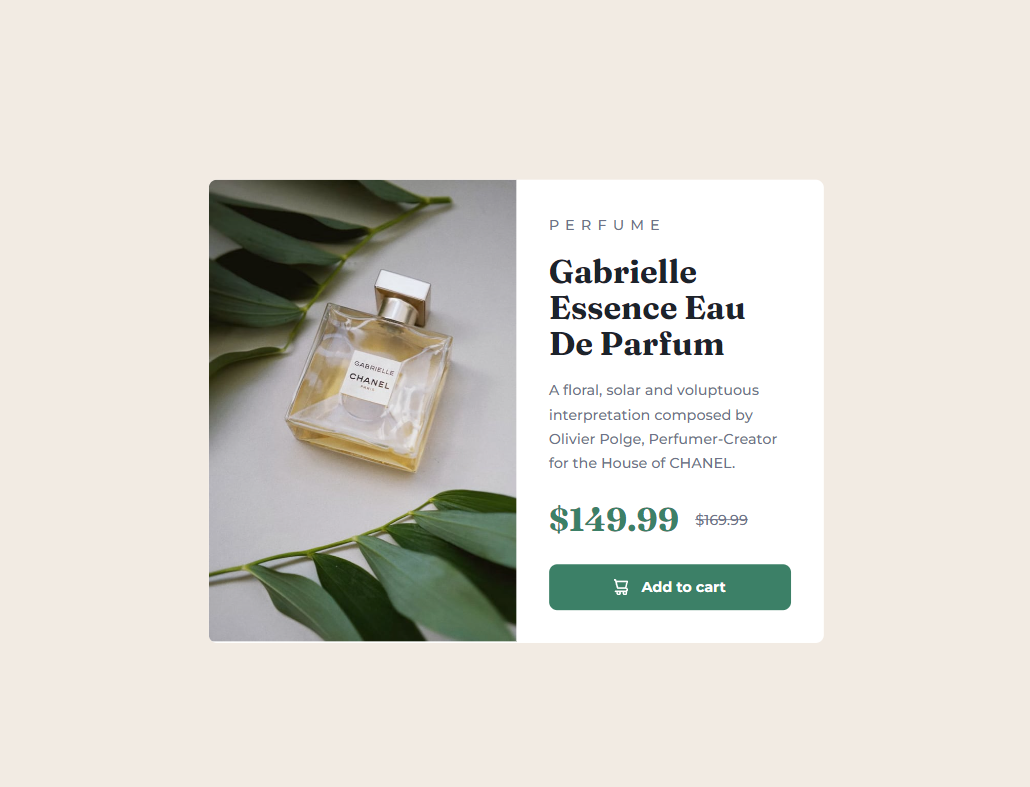 GABRIELLE
CHANEL
PARIS
PERFUME
Gabrielle
Essence Eau
De Parfum
A floral, solar and voluptuous
interpretation composed by
Olivier Polge, Perfumer-Creator
for the House of CHANEL.
$149.99 $169.99
Add to cart